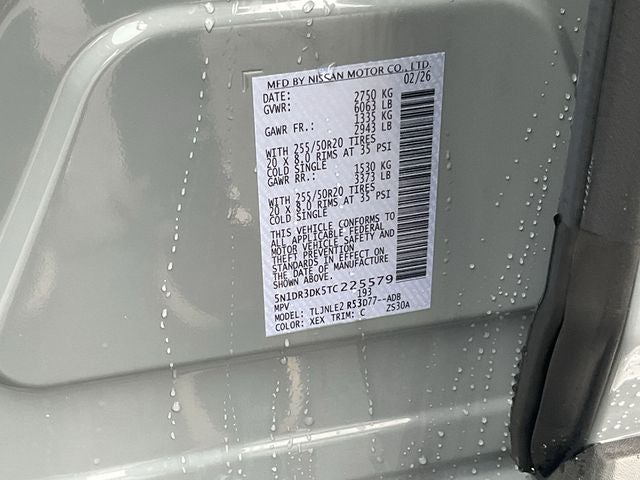 MFD BY NISSAN MOTOR CO., LTD.
DATE: 02/26
GVWR: 2750 KG
6063 LB
GAWR FR.: 1335 KG
2943 LB
WITH 255/50R20 TIRES
20 X 8.0 RIMS AT 35 PSI
COLD SINGLE
GAWR RR.: 1530 KG
3373 LB
WITH 255/50R20 TIRES
20 X 8.0 RIMS AT 35 PSI
COLD SINGLE
THIS VEHICLE CONFORMS TO
ALL APPLICABLE FEDERAL
MOTOR VEHICLE SAFETY AND
THEFT PREVENTION
STANDARDS IN EFFECT ON
THE DATE OF MANUFACTURE
SHOWN ABOVE.
5N1DR3DK5TC225579
MPV 193
MODEL: TLJNLE2 R53D77--ADB
COLOR: XEX TRIM: C ZS30A